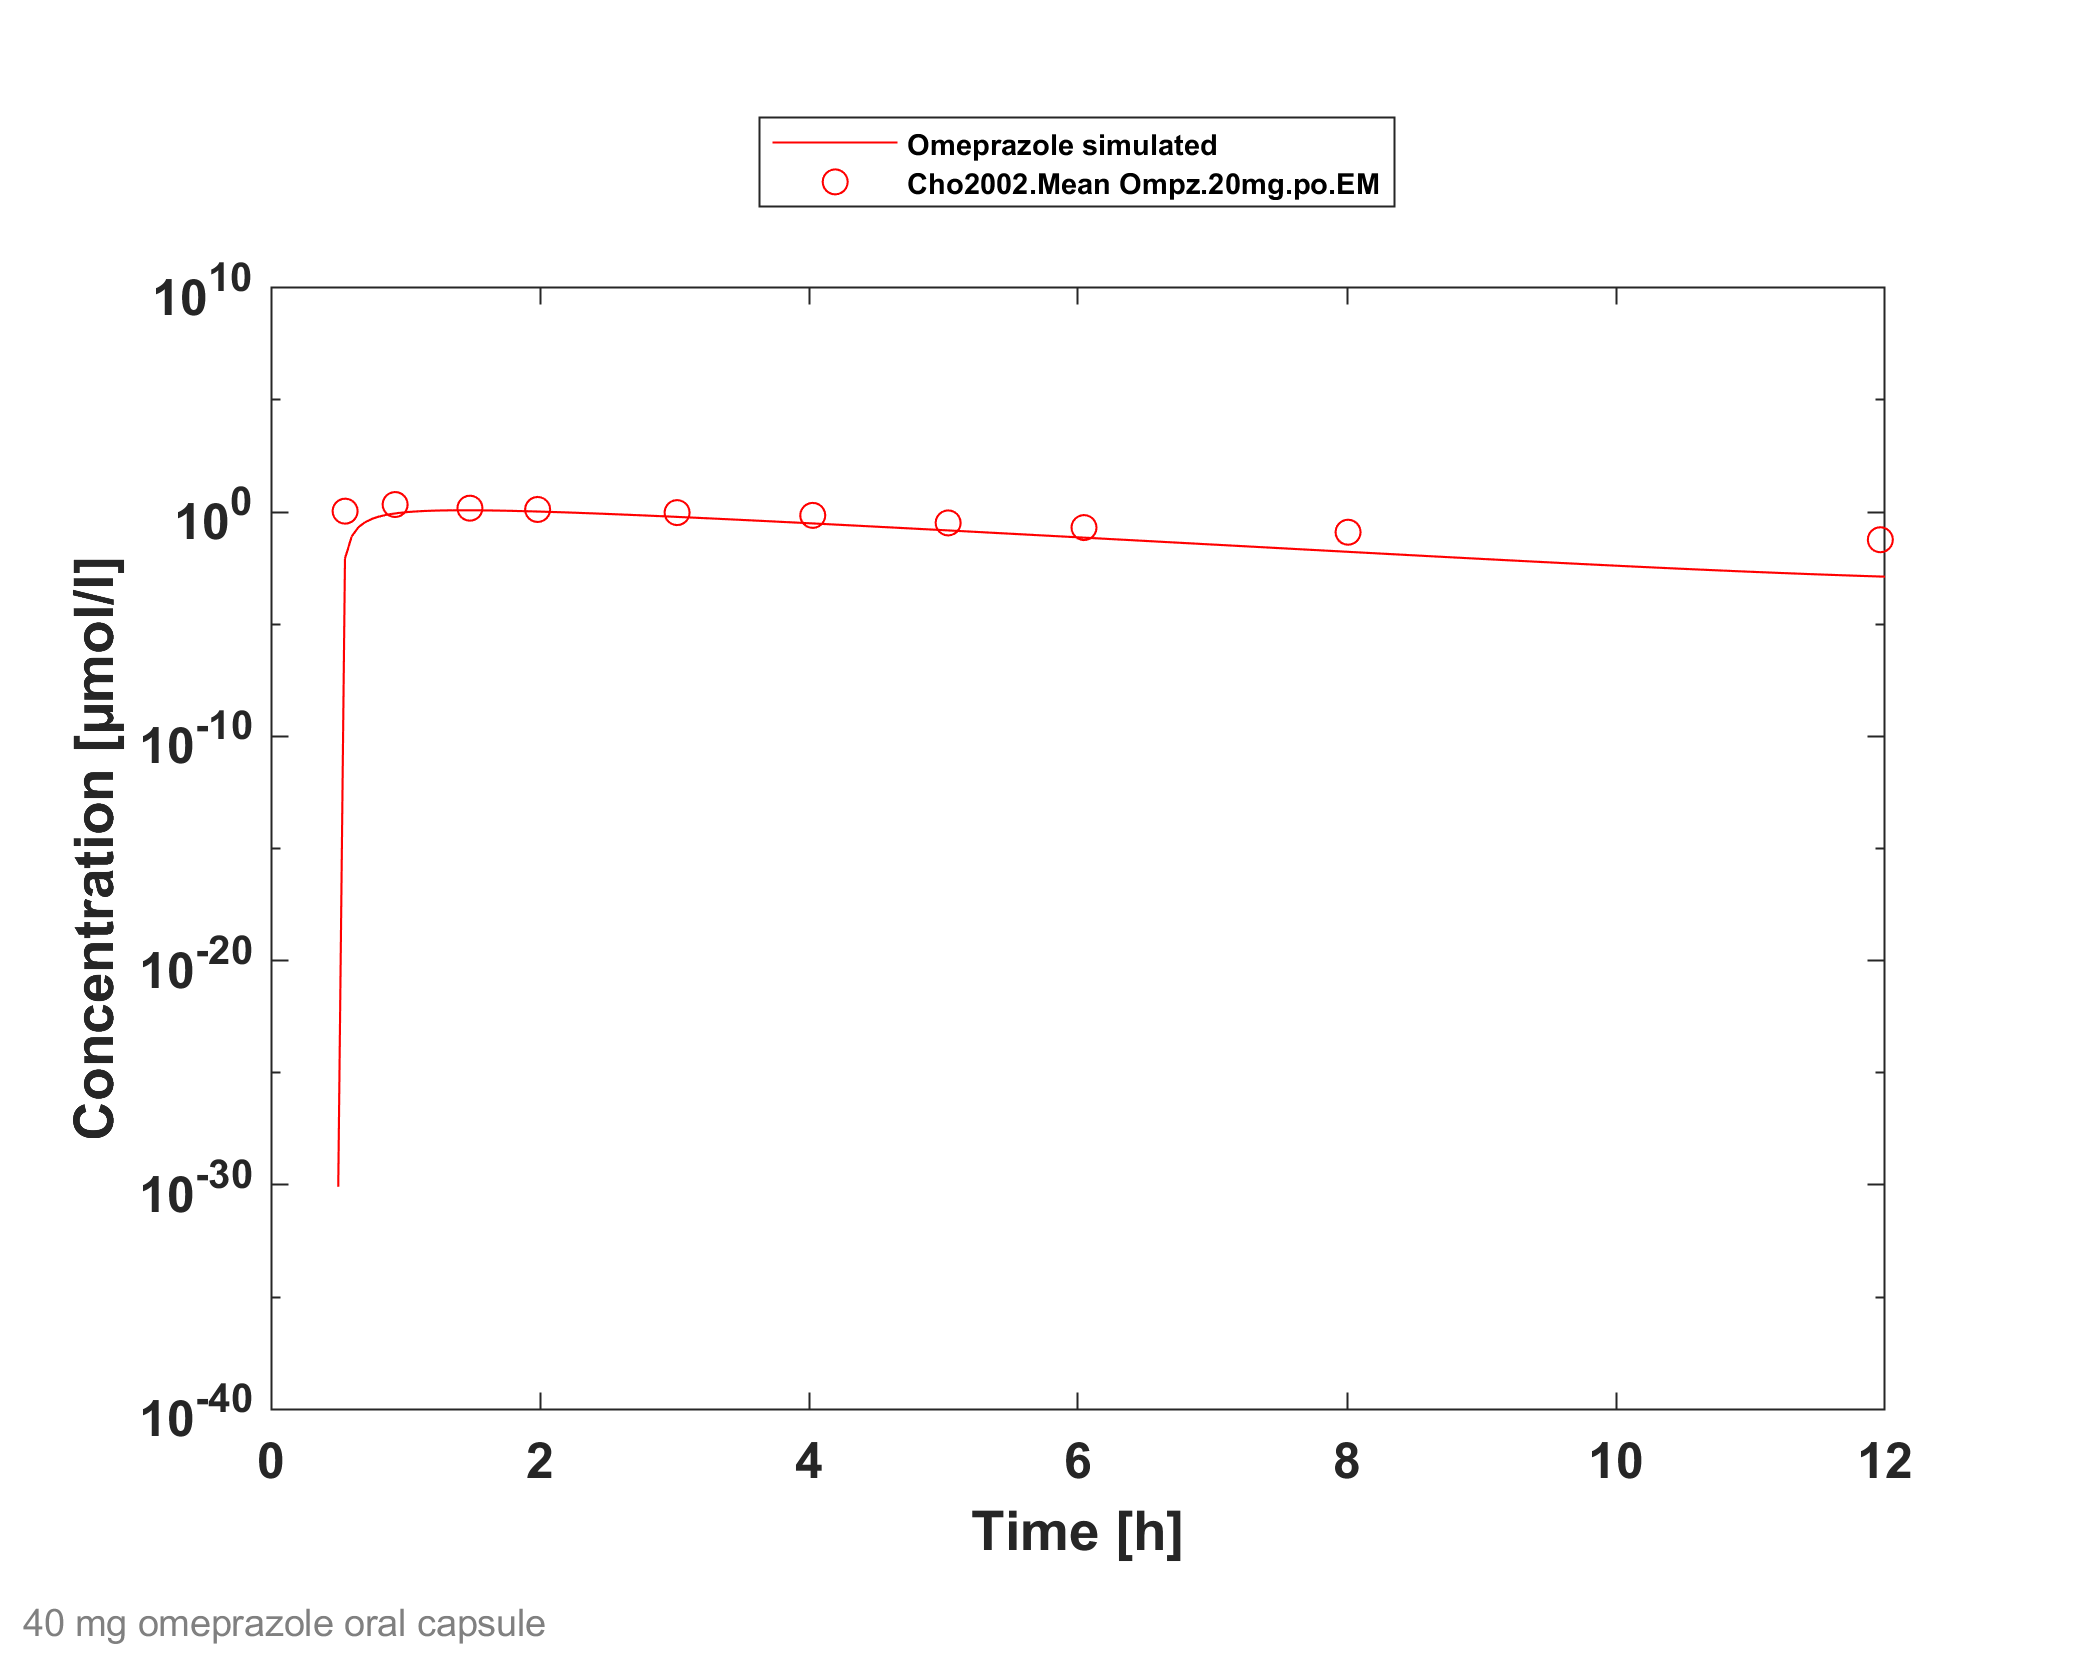 Omeprazole simulated
Cho2002.Mean Ompz.20mg.po.EM
10^10
10^0
10^-10
10^-20
10^-30
10^-40
Concentration [µmol/l]
0 2 4 6 8 10 12
Time [h]
40 mg omeprazole oral capsule